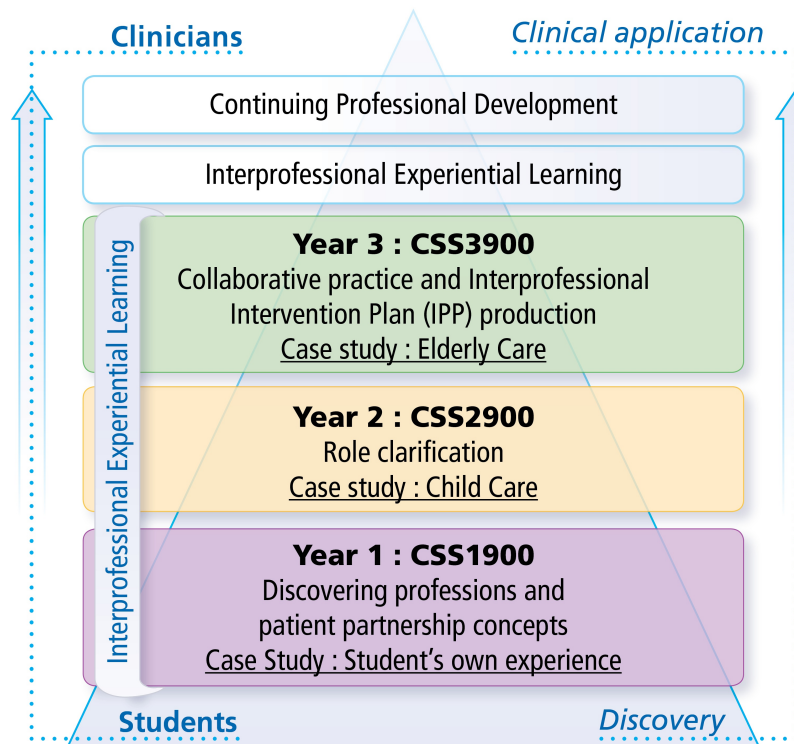 Clinicians
Clinical application
Continuing Professional Development
Interprofessional Experiential Learning
Interprofessional Experiential Learning
Year 3 : CSS3900
Collaborative practice and Interprofessional
Intervention Plan (IPP) production
Case study : Elderly Care
Year 2 : CSS2900
Role clarification
Case study : Child Care
Year 1 : CSS1900
Discovering professions and
patient partnership concepts
Case Study : Student’s own experience
Students
Discovery